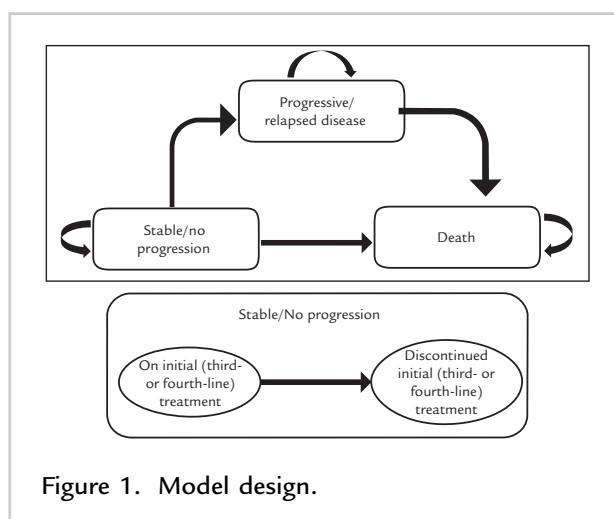 Progressive/
relapsed disease
Stable/no
progression
Death
Stable/No progression
On initial (third-
or fourth-line)
treatment
Discontinued
initial (third- or
fourth-line)
treatment
Figure 1. Model design.